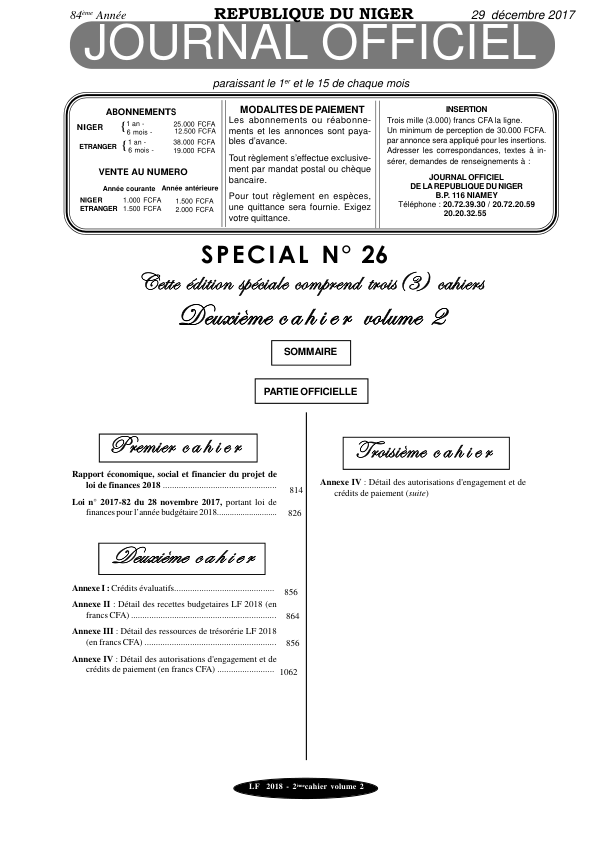 84ème Année REPUBLIQUE DU NIGER 29 décembre 2017
JOURNAL OFFICIEL
paraissant le 1er et le 15 de chaque mois
ABONNEMENTS
NIGER { 1 an - 25.000 FCFA
6 mois - 12.500 FCFA
ETRANGER { 1 an - 38.000 FCFA
6 mois - 19.000 FCFA
VENTE AU NUMERO
Année courante Année antérieure
NIGER 1.000 FCFA 1.500 FCFA
ETRANGER 1.500 FCFA 2.000 FCFA
MODALITES DE PAIEMENT
Les abonnements ou réabonne-
ments et les annonces sont paya-
bles d'avance.
Tout règlement s'effectue exclusive-
ment par mandat postal ou chèque
bancaire.
Pour tout règlement en espèces,
une quittance sera fournie. Exigez
votre quittance.
INSERTION
Trois mille (3.000) francs CFA la ligne.
Un minimum de perception de 30.000 FCFA.
par annonce sera appliqué pour les insertions.
Adresser les correspondances, textes à in-
sérer, demandes de renseignements à :
JOURNAL OFFICIEL
DE LA REPUBLIQUE DU NIGER
B.P. 116 NIAMEY
Téléphone : 20.72.39.30 / 20.72.20.59
20.20.32.55
SPECIAL N° 26
Cette édition spéciale comprend trois (3) cahiers
Deuxième cahier volume 2
SOMMAIRE
PARTIE OFFICIELLE
Premier cahier
Rapport économique, social et financier du projet de
loi de finances 2018 .................................................. 814
Loi n° 2017-82 du 28 novembre 2017, portant loi de
finances pour l'année budgétaire 2018........................... 826
Deuxième cahier
Annexe I : Crédits évaluatifs............................................ 856
Annexe II : Détail des recettes budgetaires LF 2018 (en
francs CFA) ................................................................ 864
Annexe III : Détail des ressources de trésorérie LF 2018
(en francs CFA) .......................................................... 856
Annexe IV : Détail des autorisations d'engagement et de
crédits de paiement (en francs CFA) ......................... 1062
Troisième cahier
Annexe IV : Détail des autorisations d'engagement et de
crédits de paiement (suite)
LF 2018 - 2ème cahier volume 2